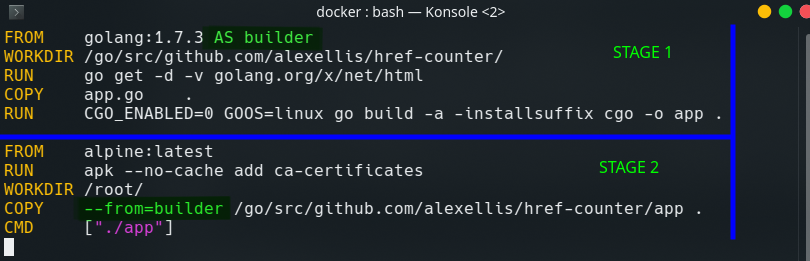 docker : bash — Konsole <2>
FROM golang:1.7.3 AS builder
WORKDIR /go/src/github.com/alexellis/href-counter/
STAGE 1
RUN go get -d -v golang.org/x/net/html
COPY app.go .
RUN CGO_ENABLED=0 GOOS=linux go build -a -installsuffix cgo -o app .
FROM alpine:latest
RUN apk --no-cache add ca-certificates
STAGE 2
WORKDIR /root/
COPY --from=builder /go/src/github.com/alexellis/href-counter/app .
CMD ["./app"]